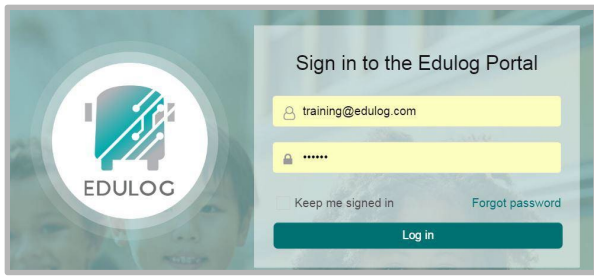 EDULOG
Sign in to the Edulog Portal
training@edulog.com
••••••
Keep me signed in
Forgot password
Log in